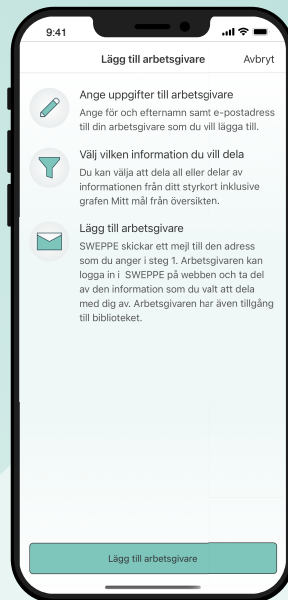 9:41
Lägg till arbetsgivare
Avbryt
Ange uppgifter till arbetsgivare
Ange för och efternamn samt e-postadress
till din arbetsgivare som du vill lägga till.
Välj vilken information du vill dela
Du kan välja att dela all eller delar av
informationen från ditt styrkort inklusive
grafen Mitt mål från översikten.
Lägg till arbetsgivare
SWEPPE skickar ett mejl till den adress
som du anger i steg 1. Arbetsgivaren kan
logga in i SWEPPE på webben och ta del
av den information som du valt att dela
med dig av. Arbetsgivaren har även tillgång
till biblioteket.
Lägg till arbetsgivare